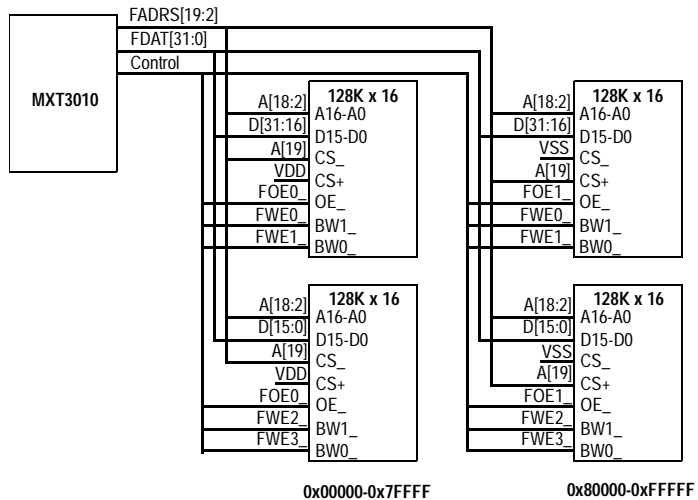 FADRS[19:2]
FDAT[31:0]
Control
MXT3010
128K x 16
A[18:2] A16-A0
D[31:16] D15-D0
A[19] CS_
VDD CS+
FOE0_ OE_
FWE0_ BW1_
FWE1_ BW0_
128K x 16
A[18:2] A16-A0
D[31:16] D15-D0
VSS CS_
A[19] CS+
FOE1_ OE_
FWE0_ BW1_
FWE1_ BW0_
128K x 16
A[18:2] A16-A0
D[15:0] D15-D0
A[19] CS_
VDD CS+
FOE0_ OE_
FWE2_ BW1_
FWE3_ BW0_
0x00000-0x7FFFF
128K x 16
A[18:2] A16-A0
D[15:0] D15-D0
VSS CS_
A[19] CS+
FOE1_ OE_
FWE2_ BW1_
FWE3_ BW0_
0x80000-0xFFFFF